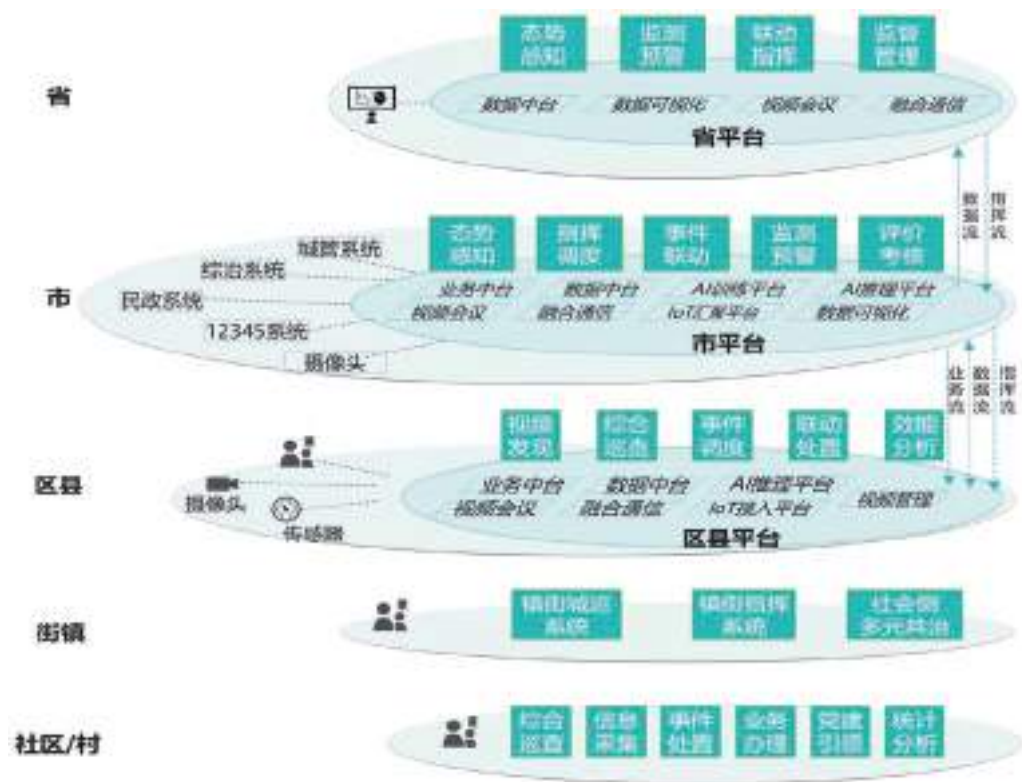 省
态势
感知
监测
预警
联动
指挥
监督
管理
数据中台
数据可视化
视频会议
融合通信
省平台
数据流
指挥流
市
城管系统
综治系统
民政系统
12345系统
摄像头
态势
感知
指挥
调度
事件
联动
监测
预警
评价
考核
业务中台
数据中台
AI训练平台
AI推理平台
视频会议
融合通信
IoT汇聚平台
数据可视化
市平台
业务流
数据流
指挥流
区县
摄像头
传感器
视频
发现
综合
巡查
事件
调度
联动
处置
效能
分析
业务中台
数据中台
AI推理平台
视频会议
融合通信
IoT接入平台
视频管理
区县平台
街镇
镇街城运
系统
镇街指挥
系统
社会侧
多元共治
社区/村
综合
巡查
信息
采集
事件
处置
业务
办理
党建
引领
统计
分析